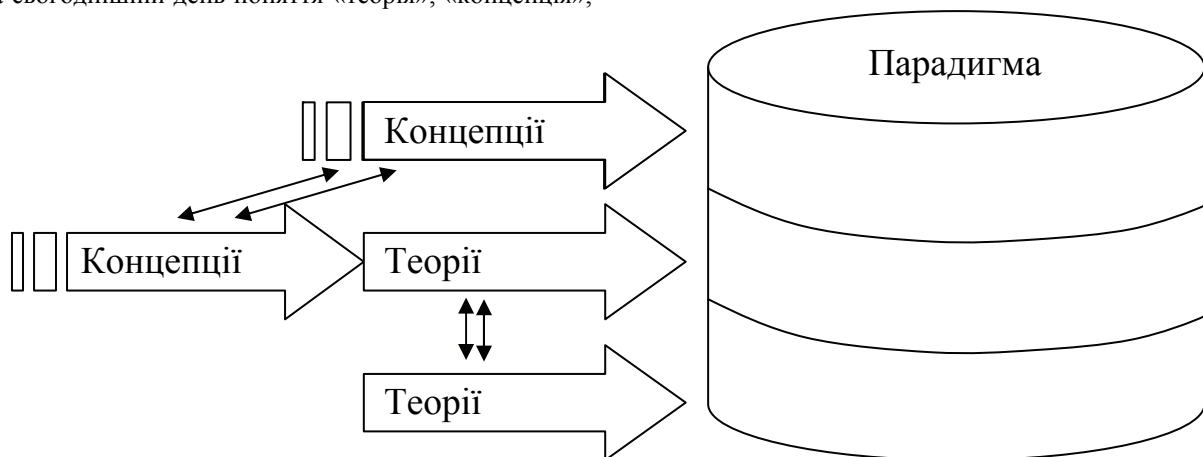 сьогоднішній день поняття «теорія», «концепція»,
Парадигма
Концепції
Концепції
Теорії
Теорії